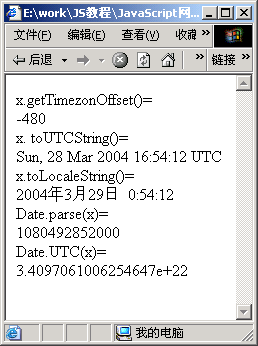 E:\work\JS教程\JavaScript网...
文件(F) 编辑(E) 查看(V) 收藏 »
后退 » 链接 »
x.getTimezonOffset()=
-480
x. toUTCString()=
Sun, 28 Mar 2004 16:54:12 UTC
x.toLocaleString()=
2004年3月29日 0:54:12
Date.parse(x)=
1080492852000
Date.UTC(x)=
3.4097061006254647e+22
我的电脑